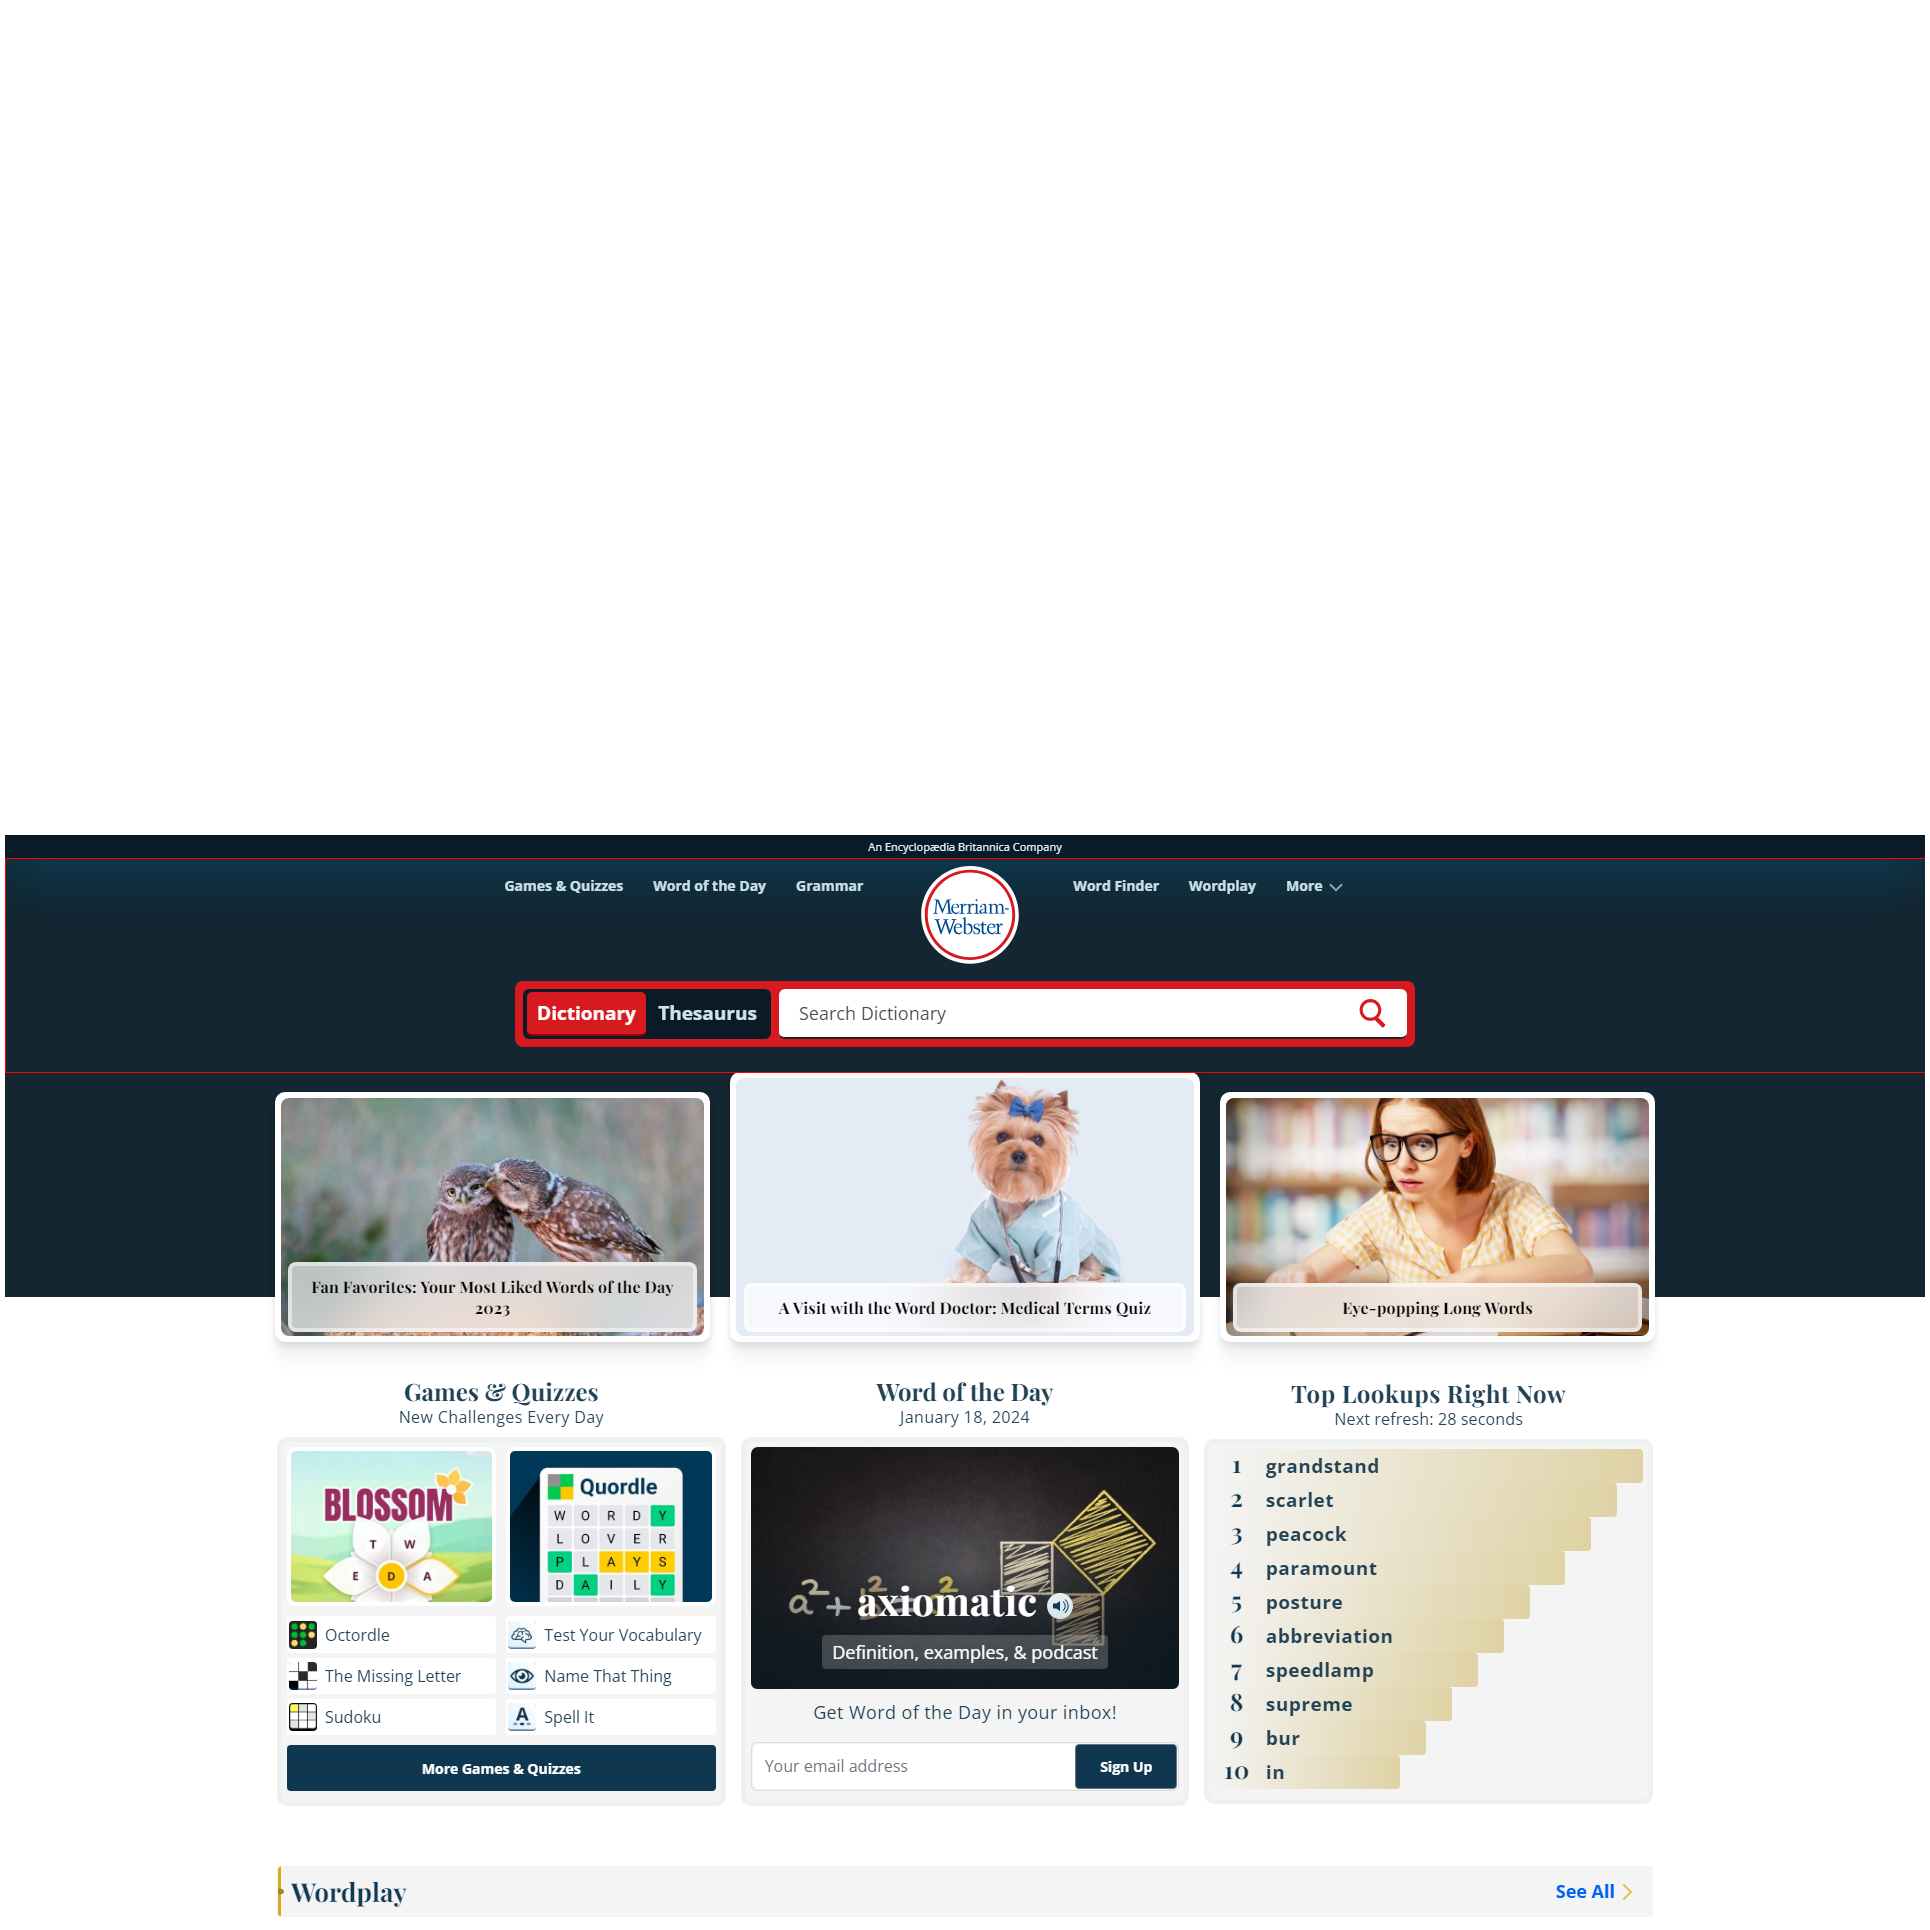 An Encyclopædia Britannica Company
Games & Quizzes Word of the Day Grammar
Merriam-
Webster
Word Finder Wordplay More
Dictionary Thesaurus Search Dictionary
Fan Favorites: Your Most Liked Words of the Day
2023
A Visit with the Word Doctor: Medical Terms Quiz
Eye-popping Long Words
Games & Quizzes
New Challenges Every Day
BLOSSOM
T W
E D A
Quordle
W O R D Y
L O V E R
P L A Y S
D A I L Y
Octordle
Test Your Vocabulary
The Missing Letter
Name That Thing
Sudoku
A Spell It
More Games & Quizzes
Word of the Day
January 18, 2024
axiomatic
Definition, examples, & podcast
Get Word of the Day in your inbox!
Your email address Sign Up
Top Lookups Right Now
Next refresh: 28 seconds
1 grandstand
2 scarlet
3 peacock
4 paramount
5 posture
6 abbreviation
7 speedlamp
8 supreme
9 bur
10 in
Wordplay See All